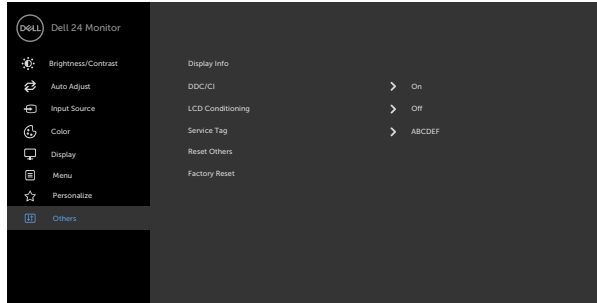 DELL Dell 24 Monitor
Brightness/Contrast Display Info
Auto Adjust DDC/CI On
Input Source LCD Conditioning Off
Color Service Tag ABCDEF
Display Reset Others
Menu Factory Reset
Personalize
Others